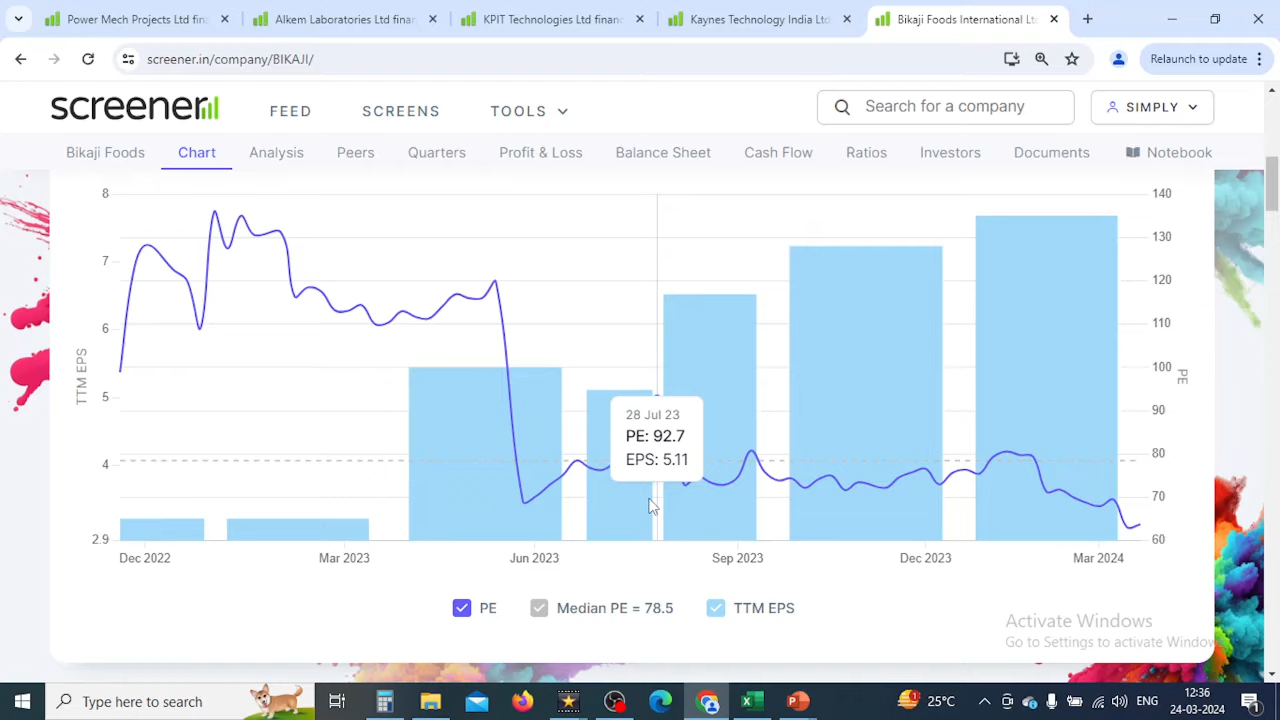 Power Mech Projects Ltd fina
Alkem Laboratories Ltd finan
KPIT Technologies Ltd financ
Kaynes Technology India Ltd
Bikaji Foods International Lt
screener.in/company/BIKAJI/
Relaunch to update
screener
FEED
SCREENS
TOOLS
Search for a company
SIMPLY
Bikaji Foods
Chart
Analysis
Peers
Quarters
Profit & Loss
Balance Sheet
Cash Flow
Ratios
Investors
Documents
Notebook
8
7
6
5
4
2.9
TTM EPS
140
130
120
110
100
90
80
70
60
PE
28 Jul 23
PE: 92.7
EPS: 5.11
Dec 2022
Mar 2023
Jun 2023
Sep 2023
Dec 2023
Mar 2024
PE
Median PE = 78.5
TTM EPS
Activate Windows
Go to Settings to activate Window
Type here to search
1
25°C
ENG
12:36
24-03-2024
1